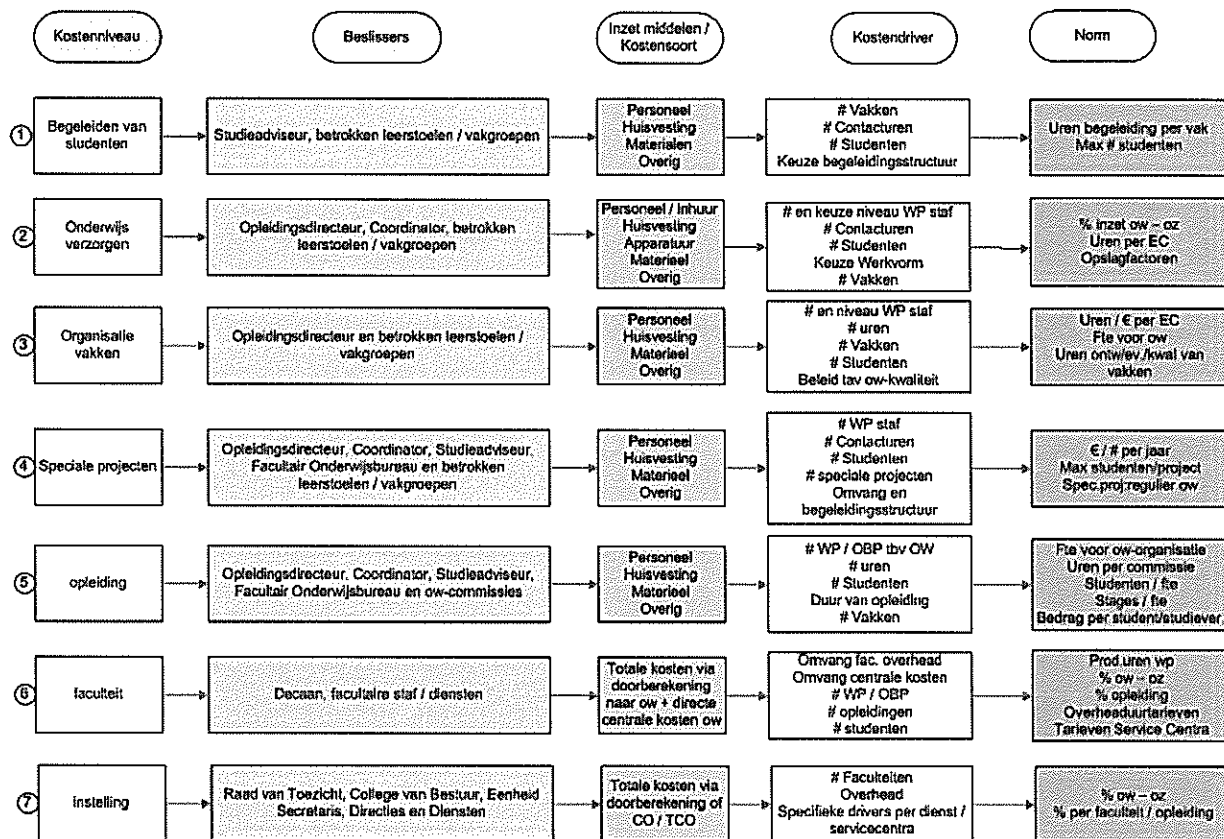 Kostenniveau
Beslissers
Inzet middelen /
Kostensoort
Kostendriver
Norm
1
Begeleiden van
studenten
Studieadviseur, betrokken leerstoelen / vakgroepen
Personeel
Huisvesting
Materialen
Overig
# Vakken
# Contacturen
# Studenten
Keuze begeleidingsstructuur
Uren begeleiding per vak
Max # studenten
2
Onderwijs
verzorgen
Opleidingsdirecteur, Coordinator, betrokken
leerstoelen / vakgroepen
Personeel / Inhuur
Huisvesting
Apparatuur
Materieel
Overig
# en keuze niveau WP staf
# Contacturen
# Studenten
Keuze Werkvorm
# Vakken
% inzet ow – oz
Uren per EC
Opslagfactoren
3
Organisatie
vakken
Opleidingsdirecteur en betrokken leerstoelen /
vakgroepen
Personeel
Huisvesting
Materieel
Overig
# en niveau WP staf
# uren
# Vakken
# Studenten
Beleid tav ow-kwaliteit
Uren / € per EC
Fte voor ow
Uren ontw/ev./kwal van
vakken
4
Speciale projecten
Opleidingsdirecteur, Coordinator, Studieadviseur,
Facultair Onderwijsbureau en betrokken
leerstoelen / vakgroepen
Personeel
Huisvesting
Materieel
Overig
# WP staf
# Contacturen
# Studenten
# speciale projecten
Omvang en
begeleidingsstructuur
€ / # per jaar
Max studenten/project
Spec.proj:regulier ow
5
opleiding
Opleidingsdirecteur, Coordinator, Studieadviseur,
Facultair Onderwijsbureau en ow-commissies
Personeel
Huisvesting
Materieel
Overig
# WP / OBP tbv OW
# uren
# Studenten
Duur van opleiding
# Vakken
Fte voor ow-organisatie
Uren per commissie
Studenten / fte
Stages / fte
Bedrag per student/studiever.
6
faculteit
Decaan, facultaire staf / diensten
Totale kosten via
doorberekening
naar ow + directe
centrale kosten ow
Omvang fac. overhead
Omvang centrale kosten
# WP / OBP
# opleidingen
# studenten
Prod.uren wp
% ow – oz
% opleiding
Overheaduurtarieven
Tarieven Service Centra
7
instelling
Raad van Toezicht, College van Bestuur, Eenheid
Secretaris, Directies en Diensten
Totale kosten via
doorberekening of
CO / TCO
# Faculteiten
Overhead
Specifieke drivers per dienst /
servicecentra
% ow – oz
% per faculteit / opleiding